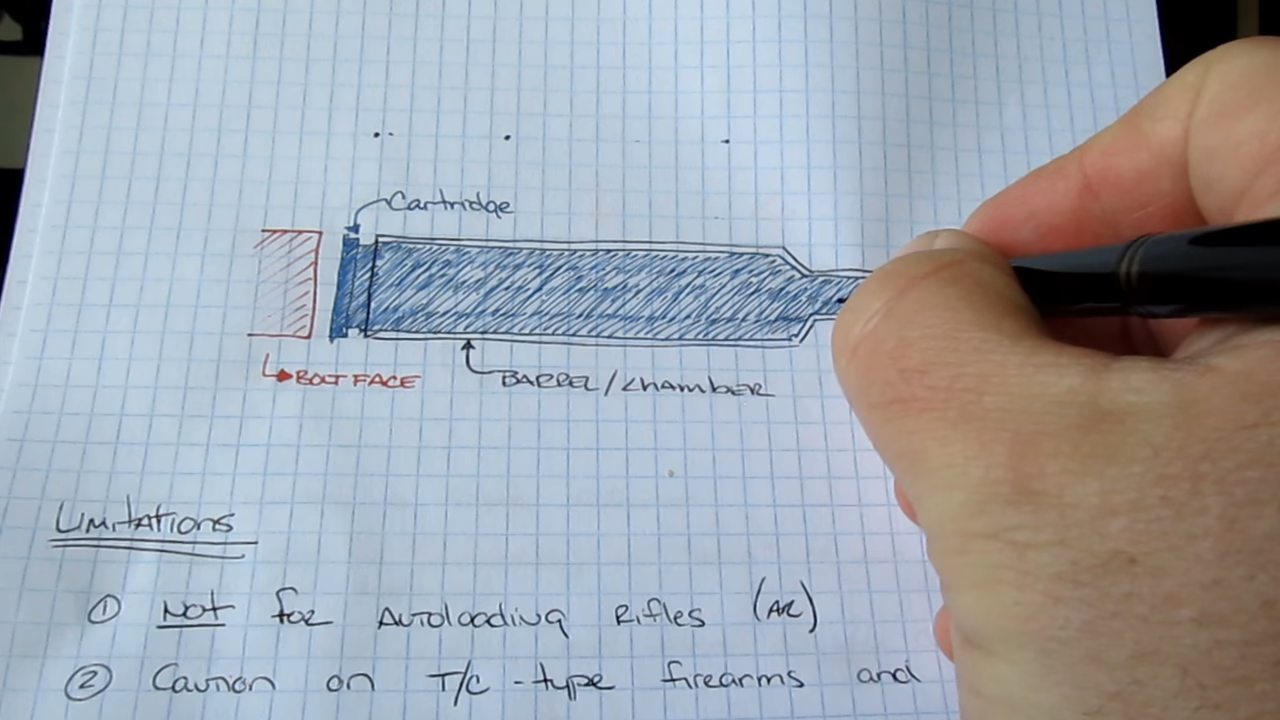 Cartridge
BOLT FACE
BARREL/Chamber
Limitations
① Not for Autoloading Rifles (AR)
② Caution on T/C-type firearms and